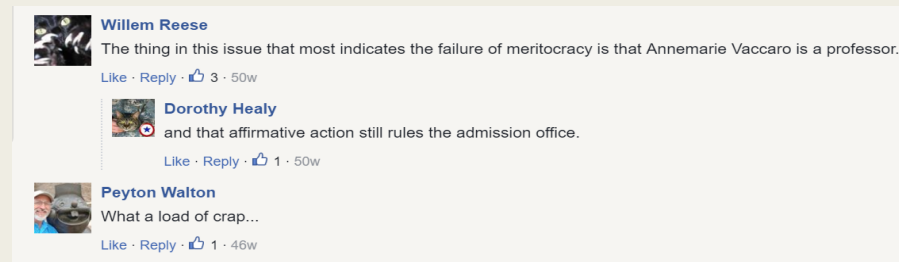 Willem Reese
The thing in this issue that most indicates the failure of meritocracy is that Annemarie Vaccaro is a professor.
Like · Reply · 3 · 50w
Dorothy Healy
and that affirmative action still rules the admission office.
Like · Reply · 1 · 50w
Peyton Walton
What a load of crap...
Like · Reply · 1 · 46w